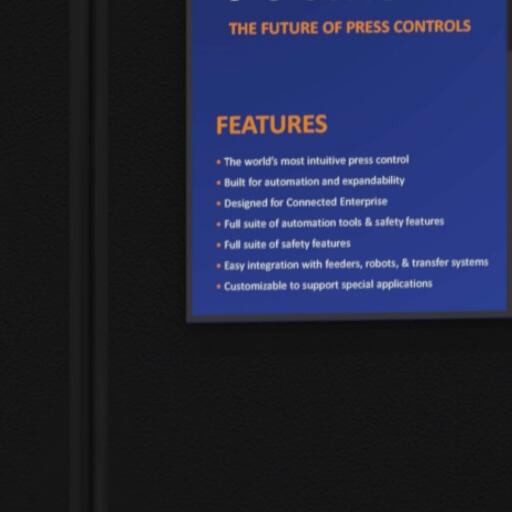 THE FUTURE OF PRESS CONTROLS
FEATURES
• The world's most intuitive press control
• Built for automation and expandability
• Designed for Connected Enterprise
• Full suite of automation tools & safety features
• Full suite of safety features
• Easy integration with feeders, robots, & transfer systems
• Customizable to support special applications